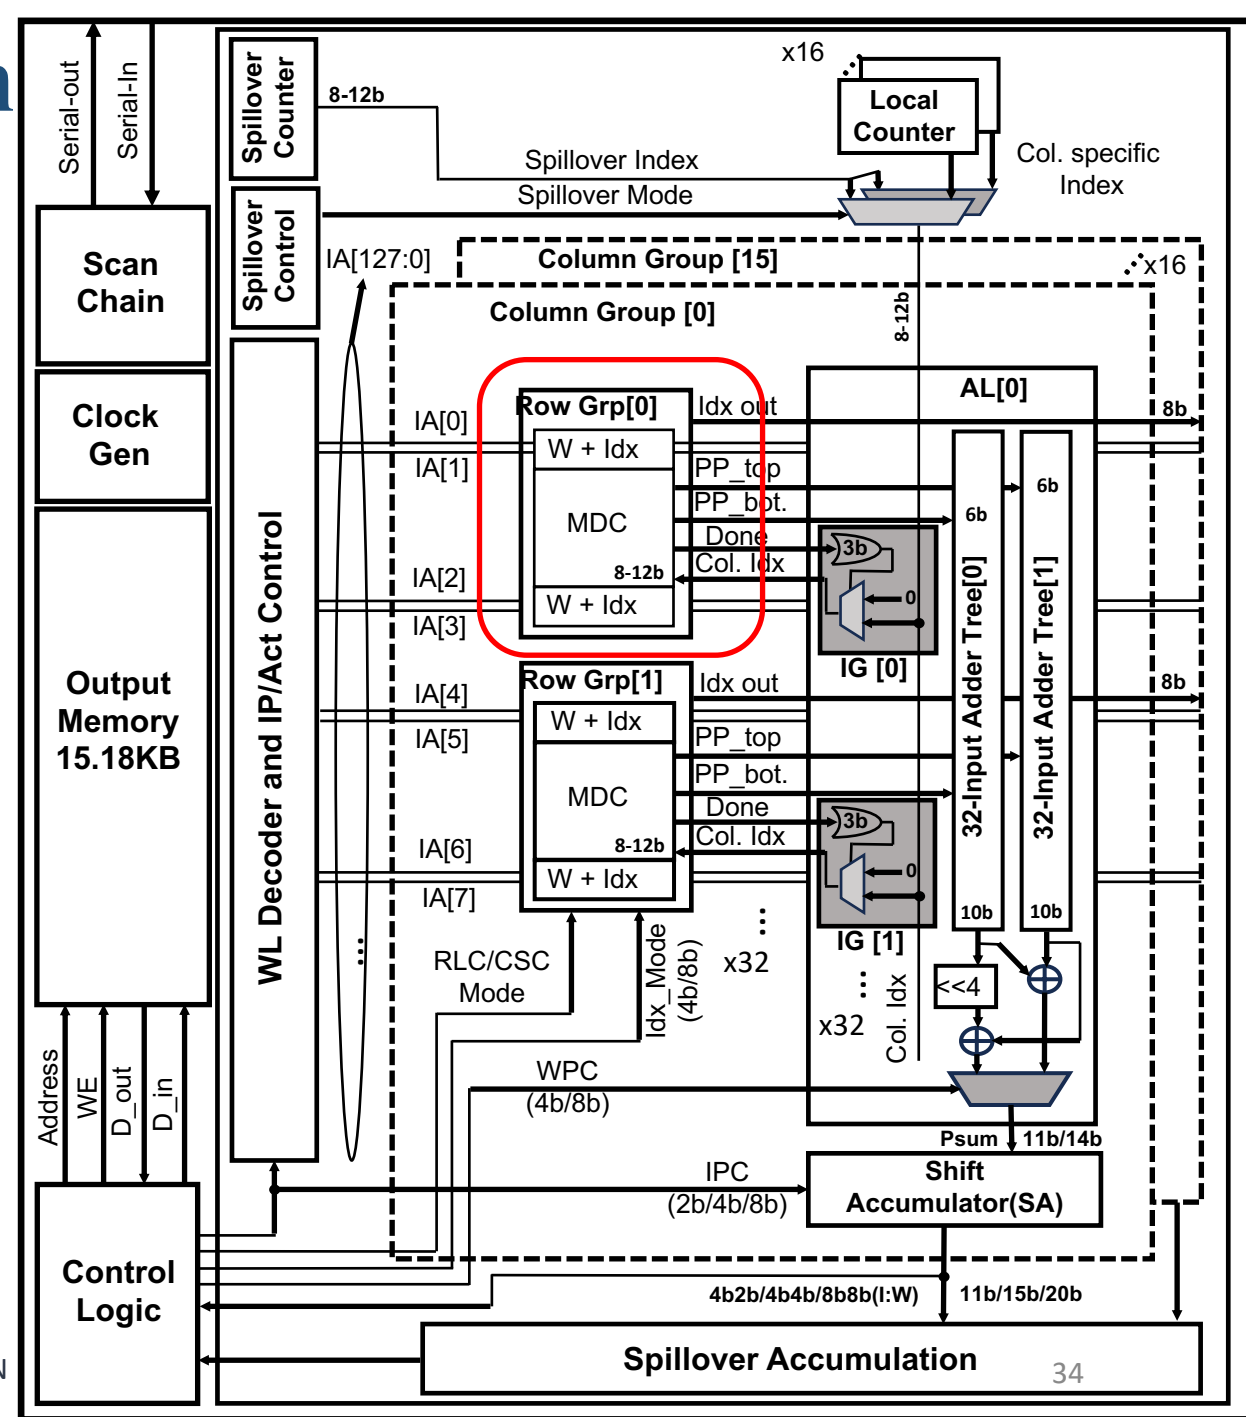 n
Serial-out
Serial-In
Scan
Chain
Clock
Gen
Output
Memory
15.18KB
Address
WE
D_out
D_in
Control
Logic
N
Spillover
Counter
8-12b
Spillover
Control
Spillover Index
Spillover Mode
x16
Local
Counter
Col. specific
Index
IA[127:0]
WL Decoder and IP/Act Control
...
Column Group [15]
x16
Column Group [0]
8-12b
Row Grp[0]
IA[0]
IA[1]
W + Idx
MDC
8-12b
IA[2]
W + Idx
IA[3]
Idx out
8b
PP_top
PP_bot.
Done
Col. Idx
AL[0]
3b
0
IG [0]
6b
6b
32-Input Adder Tree[0]
32-Input Adder Tree[1]
10b
10b
Row Grp[1]
IA[4]
IA[5]
W + Idx
MDC
8-12b
IA[6]
W + Idx
IA[7]
Idx out
8b
PP_top
PP_bot.
Done
Col. Idx
3b
0
IG [1]
...
x32
...
x32
Col. Idx
<<4
RLC/CSC
Mode
Idx_Mode
(4b/8b)
WPC
(4b/8b)
Psum
11b/14b
IPC
(2b/4b/8b)
Shift
Accumulator(SA)
4b2b/4b4b/8b8b(I:W)
11b/15b/20b
Spillover Accumulation
34